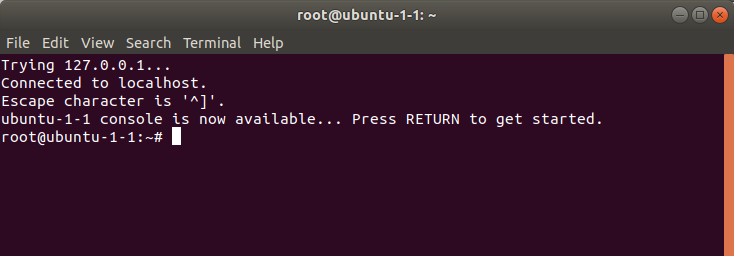 root@ubuntu-1-1: ~
File Edit View Search Terminal Help
Trying 127.0.0.1...
Connected to localhost.
Escape character is '^]'.
ubuntu-1-1 console is now available... Press RETURN to get started.
root@ubuntu-1-1:~#